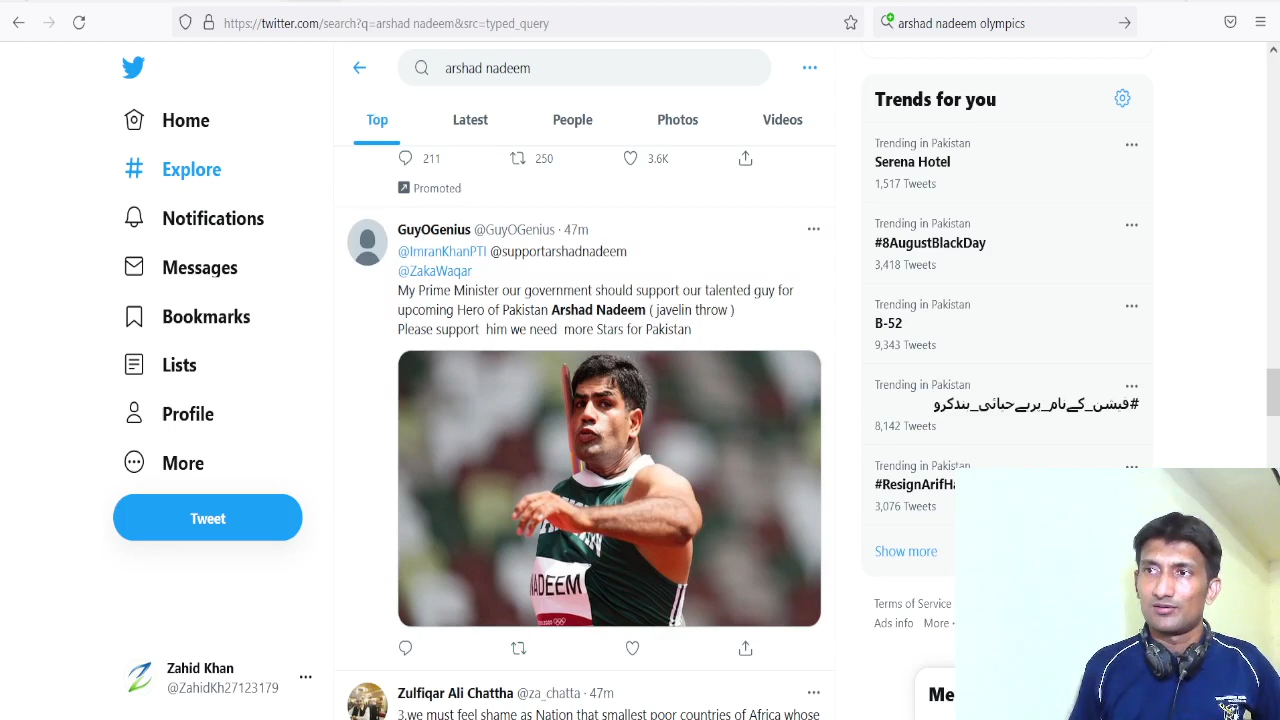 https://twitter.com/search?q=arshad nadeem&src=typed_query
arshad nadeem olympics
Home
Explore
Notifications
Messages
Bookmarks
Lists
Profile
More
Tweet
Zahid Khan
@ZahidKh27123179
arshad nadeem
Top
Latest
People
Photos
Videos
211
250
3.6K
Promoted
GuyOGenius @GuyOGenius · 47m
@ImranKhanPTI @supportarshadnadeem
@ZakaWaqar
My Prime Minister our government should support our talented guy for
upcoming Hero of Pakistan Arshad Nadeem ( javelin throw )
Please support him we need more Stars for Pakistan
NADEEM
Zulfiqar Ali Chattha @za_chatta · 47m
3.we must feel shame as Nation that smallest poor countries of Africa whose
Trends for you
Trending in Pakistan
Serena Hotel
1,517 Tweets
Trending in Pakistan
#8AugustBlackDay
3,418 Tweets
Trending in Pakistan
B-52
9,343 Tweets
Trending in Pakistan
#فیشن_کےنام_پربےحیائی_بندکرو
8,142 Tweets
Trending in Pakistan
#ResignArifHa
3,076 Tweets
Show more
Terms of Service
Ads info More
Me